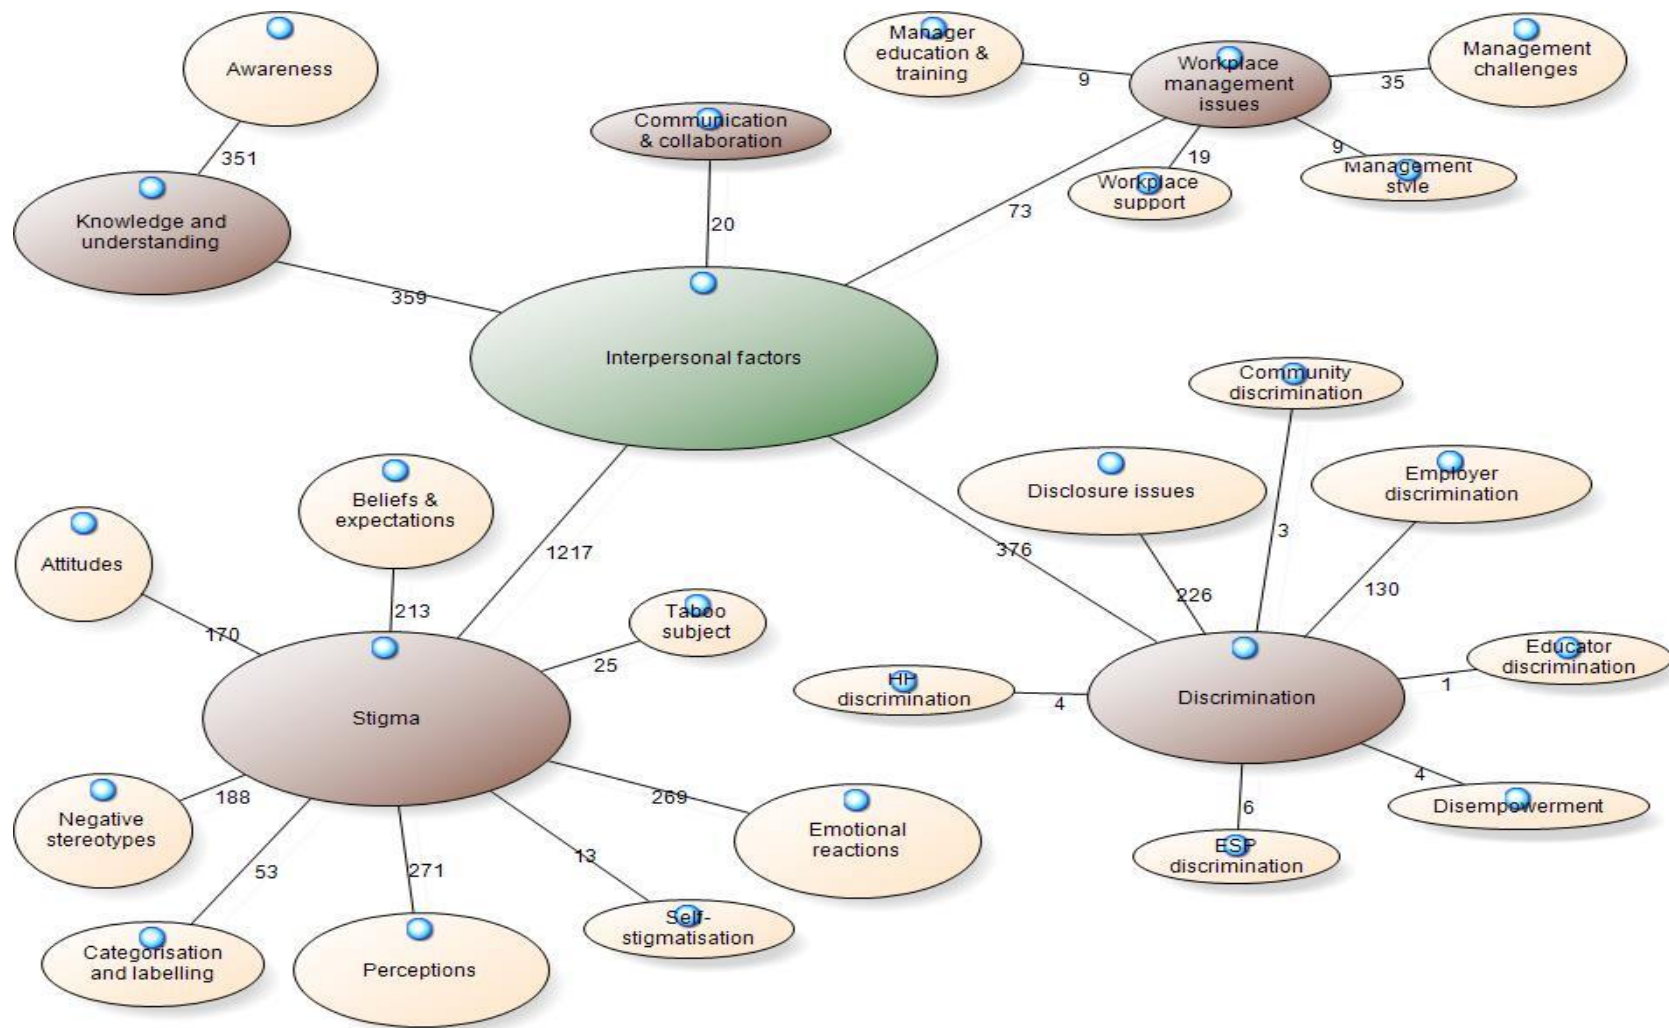 Awareness
351
Knowledge and
understanding
359
Communication
& collaboration
20
Manager
education &
training
9
Workplace
management
issues
35
Management
challenges
19
Workplace
support
9
Management
style
73
Interpersonal factors
Community
discrimination
3
Disclosure issues
226
Employer
discrimination
130
376
Educator
discrimination
1
HP
discrimination
4
Discrimination
4
Disempowerment
6
ESP
discrimination
1217
Beliefs &
expectations
213
Attitudes
170
Taboo
subject
25
Stigma
Negative
stereotypes
188
53
Categorisation
and labelling
271
Perceptions
13
Self-
stigmatisation
269
Emotional
reactions